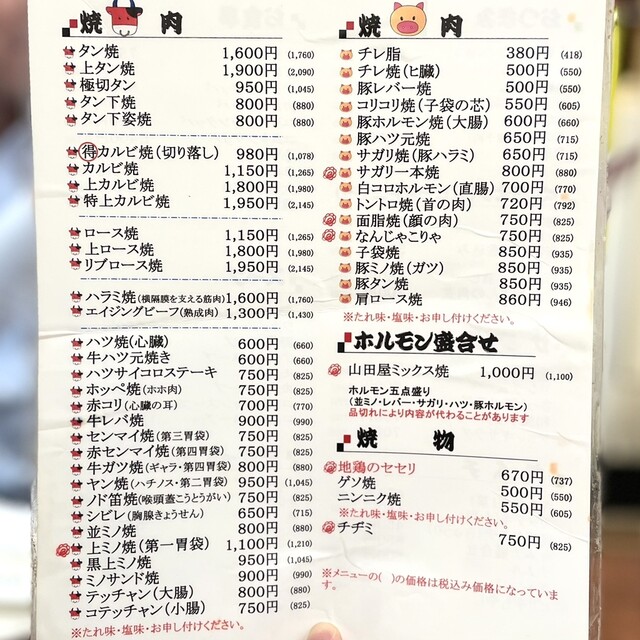 焼 肉
タン焼 1,600円 (1,760)
上タン焼 1,900円 (2,090)
極切タン 950円 (1,045)
タン下焼 800円 (880)
タン下姿焼 800円 (880)
得カルビ焼(切り落し) 980円 (1,078)
カルビ焼 1,150円 (1,265)
上カルビ焼 1,800円 (1,980)
特上カルビ焼 1,950円 (2,145)
ロース焼 1,150円 (1,265)
上ロース焼 1,800円 (1,980)
リブロース焼 1,950円 (2,145)
ハラミ焼(横隔膜を支える筋肉) 1,600円 (1,760)
エイジングビーフ(熟成肉) 1,300円 (1,430)
ハツ焼(心臓) 600円 (660)
牛ハツ元焼き 600円 (660)
ハツサイコロステーキ 750円 (825)
ホッペ焼(ホホ肉) 750円 (825)
赤コリ(心臓の耳) 700円 (770)
牛レバ焼 900円 (990)
センマイ焼(第三胃袋) 750円 (825)
赤センマイ焼(第四胃袋) 750円 (825)
牛ガツ焼(ギャラ・第四胃袋) 800円 (880)
ヤン焼(ハチノス・第二胃袋) 950円 (1,045)
ノド笛焼(喉頭蓋こうとうがい) 750円 (825)
シビレ(胸腺きょうせん) 650円 (715)
並ミノ焼 800円 (880)
上ミノ焼(第一胃袋) 1,100円 (1,210)
黒上ミノ焼 950円 (1,045)
ミノサンド焼 900円 (990)
テッチャン(大腸) 800円 (880)
コテッチャン(小腸) 750円 (825)
※たれ味・塩味・お申し付けください。
焼 肉
チレ脂 380円 (418)
チレ焼(ヒ臓) 500円 (550)
豚レバー焼 500円 (550)
コリコリ焼(子袋の芯) 550円 (605)
豚ホルモン焼(大腸) 600円 (660)
豚ハツ元焼 650円 (715)
サガリ焼(豚ハラミ) 650円 (715)
サガリ一本焼 800円 (880)
白コロホルモン(直腸) 700円 (770)
トントロ焼(首の肉) 720円 (792)
面脂焼(顔の肉) 750円 (825)
なんじゃこりゃ 750円 (825)
子袋焼 850円 (935)
豚ミノ焼(ガツ) 850円 (935)
豚タン焼 850円 (935)
肩ロース焼 860円 (946)
※たれ味・塩味・お申し付けください。
ホルモン盛合せ
山田屋ミックス焼 1,000円 (1,100)
ホルモン五点盛り
(並ミノ・レバー・サガリ・ハツ・豚ホルモン)
品切れにより内容が代わることがあります
焼 物
地鶏のセセリ 670円 (737)
ゲソ焼 500円 (550)
ニンニク焼 550円 (605)
※たれ味・塩味・お申し付けください。
チヂミ 750円 (825)
※メニューの( )の価格は税込み価格になっていま
す。